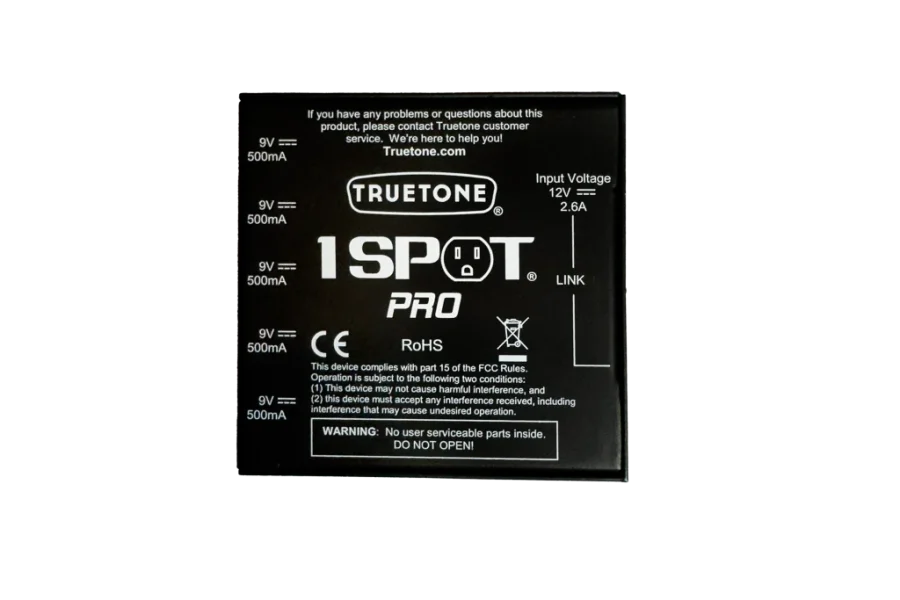 If you have any problems or questions about this
product, please contact Truetone customer
service. We're here to help you!
Truetone.com
9V
500mA
9V
500mA
9V
500mA
9V
500mA
9V
500mA
TRUETONE®
1 SPOT®
PRO
Input Voltage
12V
2.6A
LINK
CE
RoHS
This device complies with part 15 of the FCC Rules.
Operation is subject to the following two conditions:
(1) This device may not cause harmful interference, and
(2) this device must accept any interference received, including
interference that may cause undesired operation.
WARNING: No user serviceable parts inside.
DO NOT OPEN!